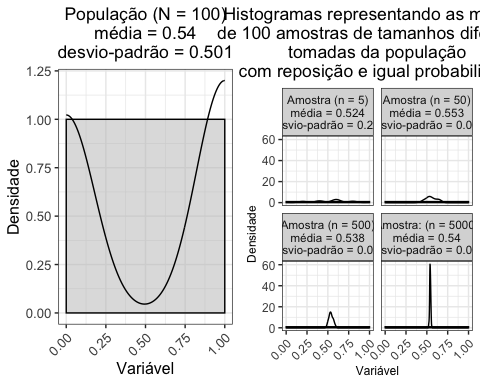 População (N = 100)
média = 0.54
desvio-padrão = 0.501
1.25
1.00
0.75
0.50
0.25
0.00
Densidade
0.00
0.25
0.50
0.75
1.00
Variável
Histogramas representando as m
de 100 amostras de tamanhos dif
tomadas da população
com reposição e igual probabili
Amostra (n = 5)
média = 0.524
svio-padrão = 0.2
Amostra (n = 50)
média = 0.553
svio-padrão = 0.0
60
40
20
0
Amostra (n = 500)
média = 0.538
svio-padrão = 0.0
mostra: (n = 5000
média = 0.54
svio-padrão = 0.0
60
40
20
0
Densidade
0.00
0.25
0.50
0.75
1.00
0.00
0.25
0.50
0.75
1.00
Variável